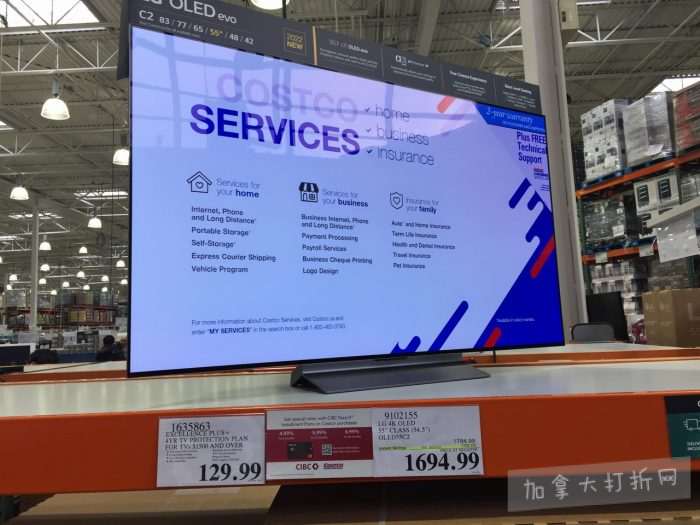 LG OLED evo
C2 83 / 77 / 65 / 55" / 48 / 42
2022
NEW
COSTCO
SERVICES
✓ home
✓ business
✓ insurance
2-year warranty
Plus FREE
Technical
Support
Services for
your home
Internet, Phone
and Long Distance*
Portable Storage*
Self-Storage*
Express Courier Shipping
Vehicle Program
Services for
your business
Business Internet, Phone
and Long Distance*
Payment Processing
Payroll Services
Business Cheque Printing
Logo Design
Insurance for
your family
Auto* and Home Insurance
Term Life Insurance
Health and Dental Insurance
Travel Insurance
Pet Insurance
For more information about Costco Services, visit Costco.ca and
enter "MY SERVICES" in the search box or call
1635863
EXCELLENCE PLUS+
4YR TV PROTECTION PLAN
FOR TVs $1500 AND OVER
129.99
CIBC
9102155
LG 4K OLED
55" CLASS (54.5")
OLED55C2
1694.99
加拿大打折网